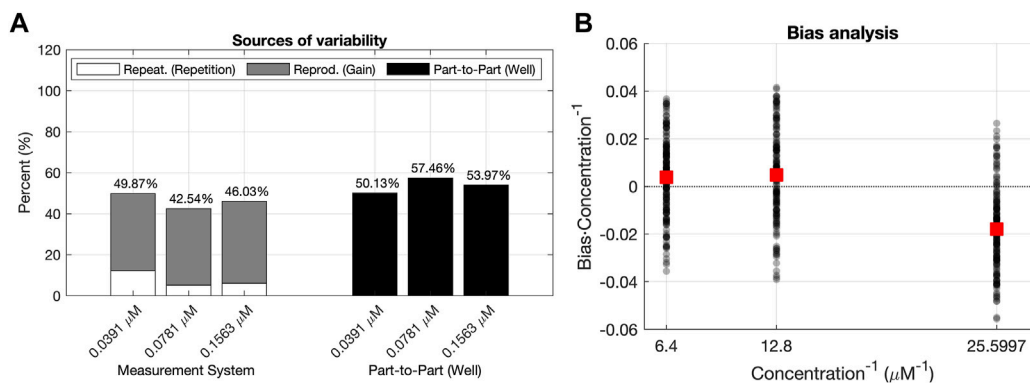 A
Sources of variability
Repeat. (Repetition) Reprod. (Gain) Part-to-Part (Well)
Percent (%)
120
100
80
60
40
20
0
49.87%
42.54%
46.03%
50.13%
57.46%
53.97%
0.0391 μM
0.0781 μM
0.1563 μM
0.0391 μM
0.0781 μM
0.1563 μM
Measurement System
Part-to-Part (Well)
B
Bias analysis
Bias·Concentration⁻¹
0.06
0.04
0.02
0
-0.02
-0.04
-0.06
6.4 12.8 25.5997
Concentration⁻¹ (μM⁻¹)